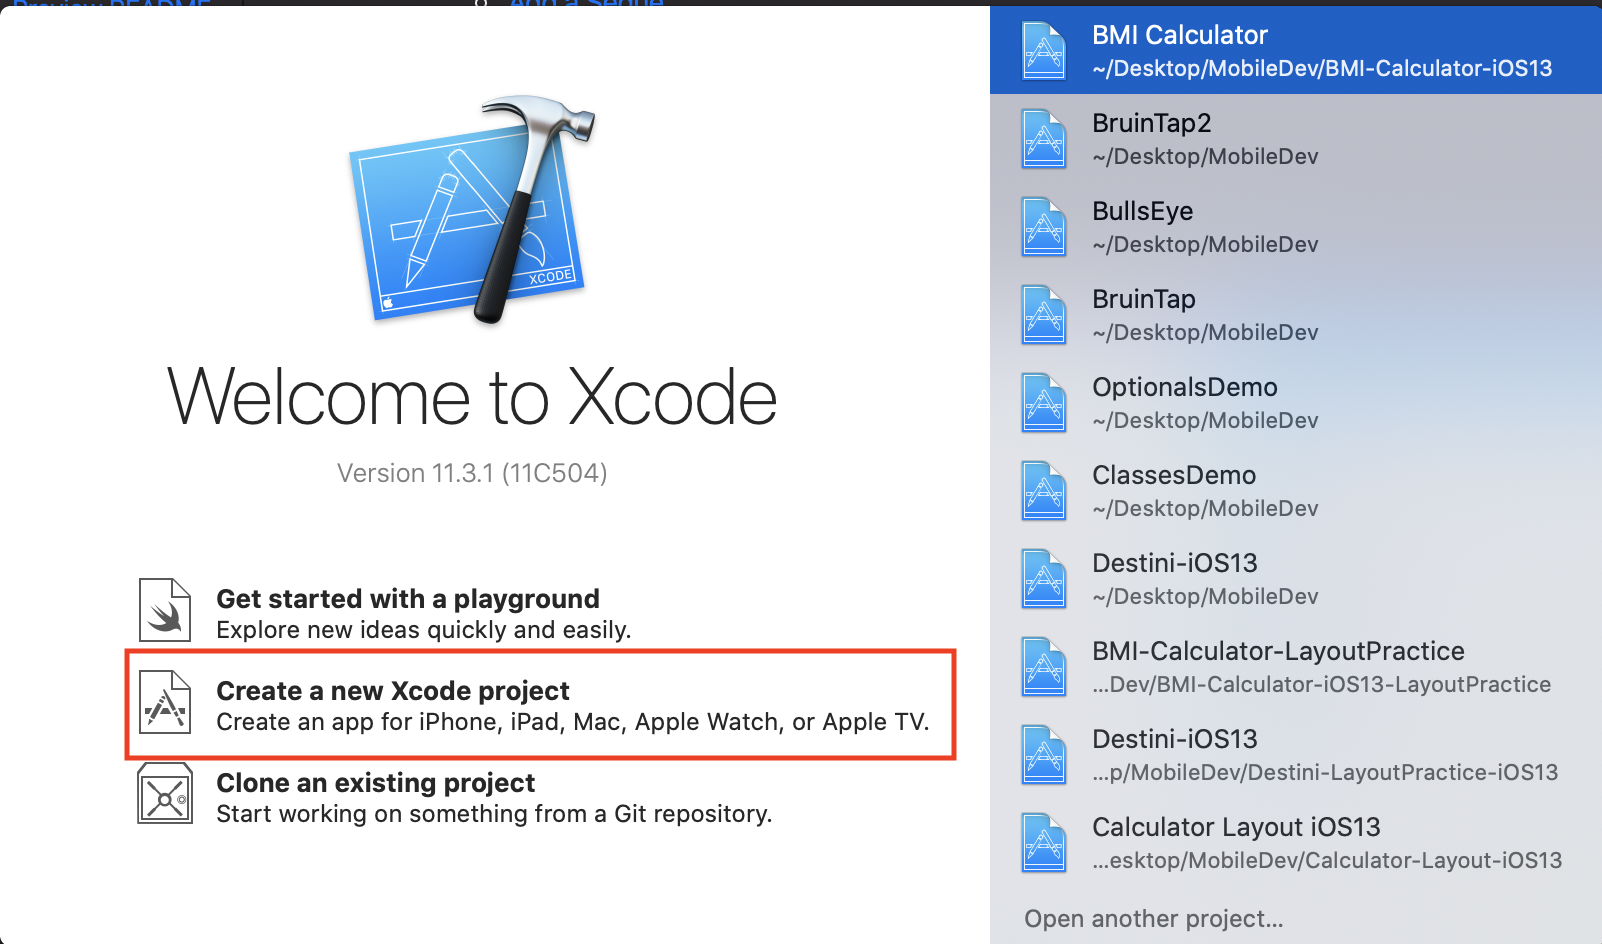 Preview README
Add a Segue
XCODE
Welcome to Xcode
Version 11.3.1 (11C504)
Get started with a playground
Explore new ideas quickly and easily.
Create a new Xcode project
Create an app for iPhone, iPad, Mac, Apple Watch, or Apple TV.
Clone an existing project
Start working on something from a Git repository.
BMI Calculator
~/Desktop/MobileDev/BMI-Calculator-iOS13
BruinTap2
~/Desktop/MobileDev
BullsEye
~/Desktop/MobileDev
BruinTap
~/Desktop/MobileDev
OptionalsDemo
~/Desktop/MobileDev
ClassesDemo
~/Desktop/MobileDev
Destini-iOS13
~/Desktop/MobileDev
BMI-Calculator-LayoutPractice
...Dev/BMI-Calculator-iOS13-LayoutPractice
Destini-iOS13
...p/MobileDev/Destini-LayoutPractice-iOS13
Calculator Layout iOS13
...esktop/MobileDev/Calculator-Layout-iOS13
Open another project...